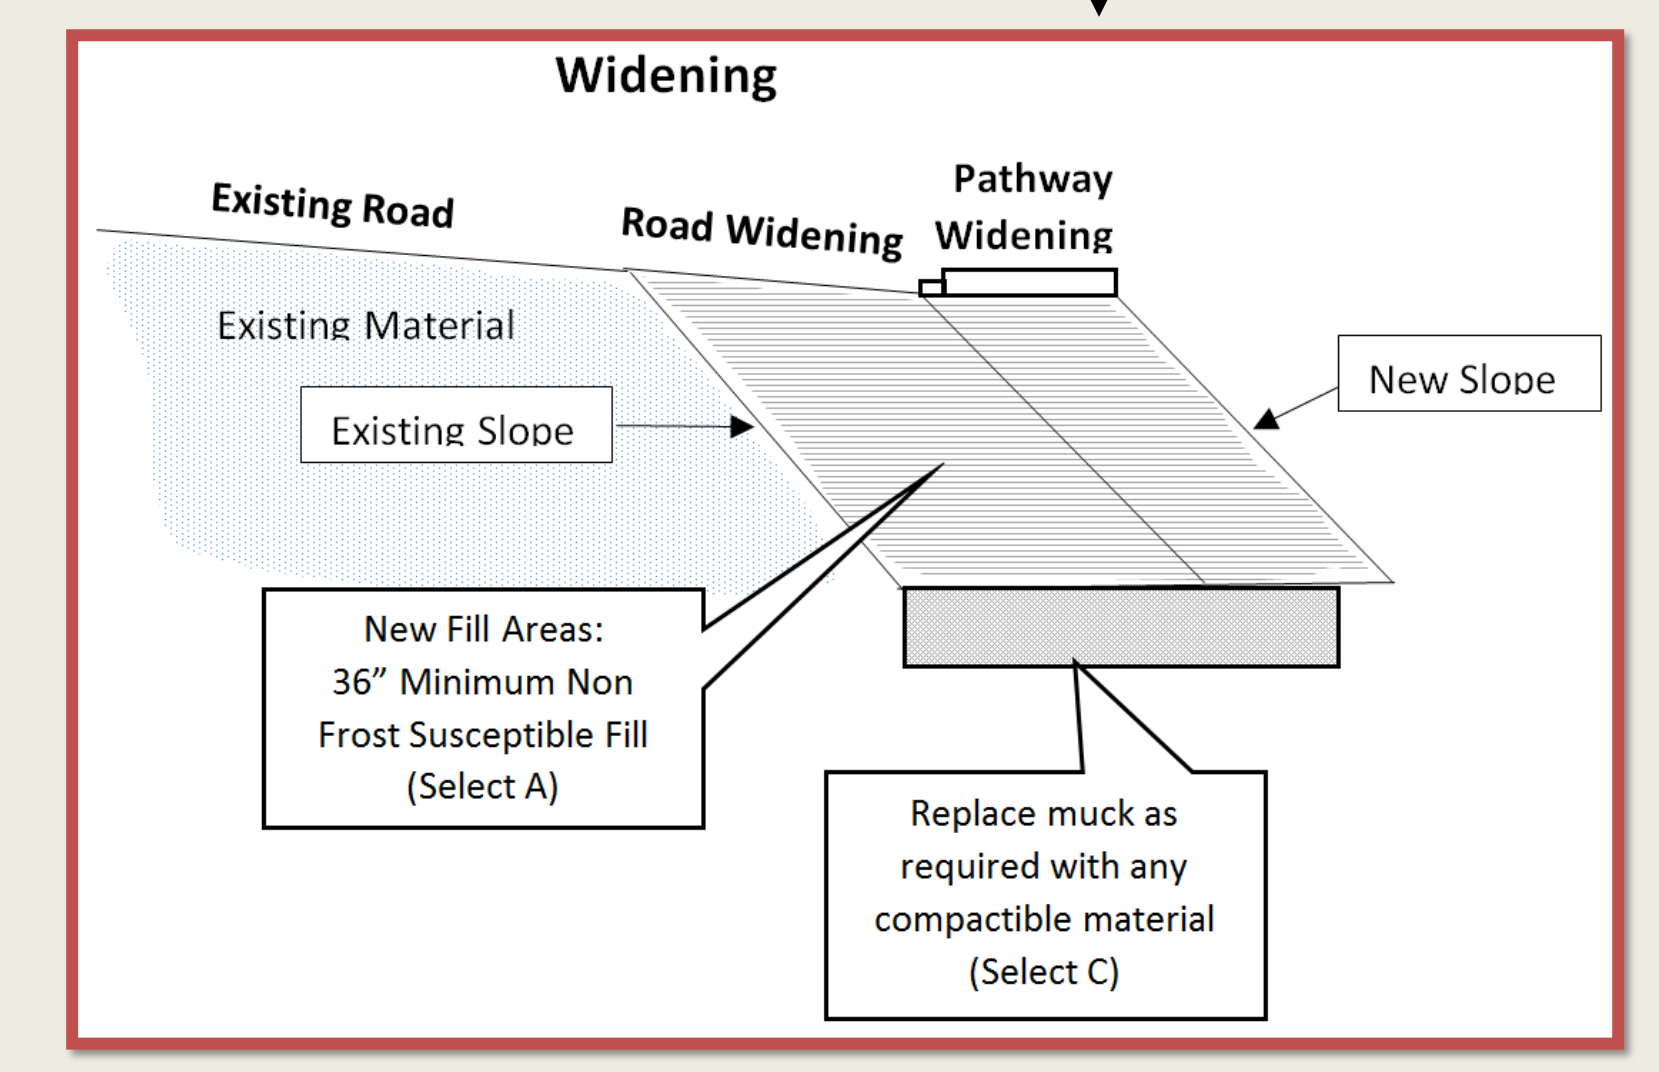 Widening
Existing Road
Road Widening
Pathway
Widening
Existing Material
Existing Slope
New Slope
New Fill Areas:
36” Minimum Non
Frost Susceptible Fill
(Select A)
Replace muck as
required with any
compactible material
(Select C)